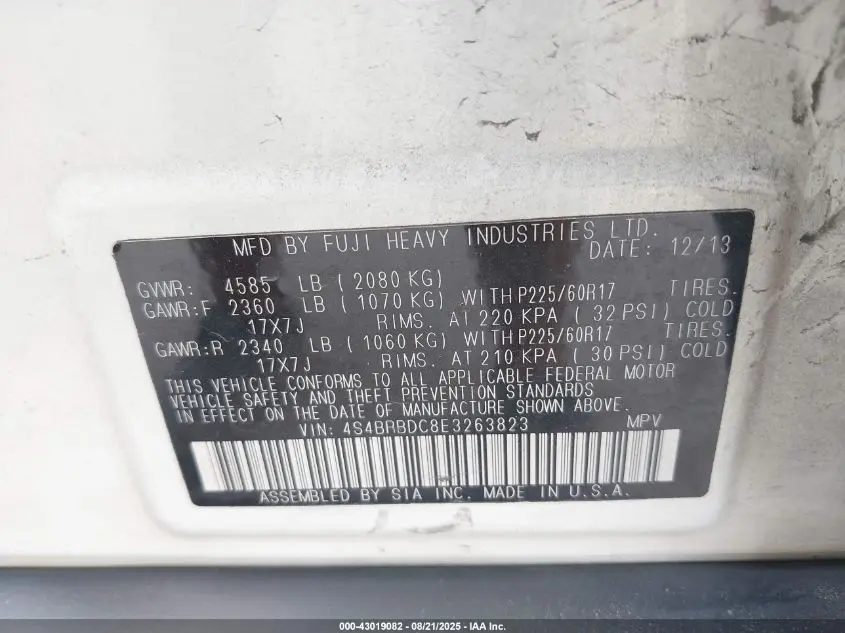 MFD BY FUJI HEAVY INDUSTRIES LTD.
DATE: 12/13
GVWR: 4585 LB ( 2080 KG)
GAWR:F 2360 LB ( 1070 KG) WITH P225/60R17 TIRES.
17X7J RIMS. AT 220 KPA ( 32 PSI) COLD
GAWR:R 2340 LB ( 1060 KG) WITH P225/60R17 TIRES.
17X7J RIMS. AT 210 KPA ( 30 PSI) COLD
THIS VEHICLE CONFORMS TO ALL APPLICABLE FEDERAL MOTOR
VEHICLE SAFETY AND THEFT PREVENTION STANDARDS
IN EFFECT ON THE DATE OF MANUFACTURE SHOWN ABOVE.
VIN: 4S4BRBDC8E3263823 MPV
ASSEMBLED BY SIA INC. MADE IN U.S.A.
000-43019082 - 08/21/2025 - IAA Inc.